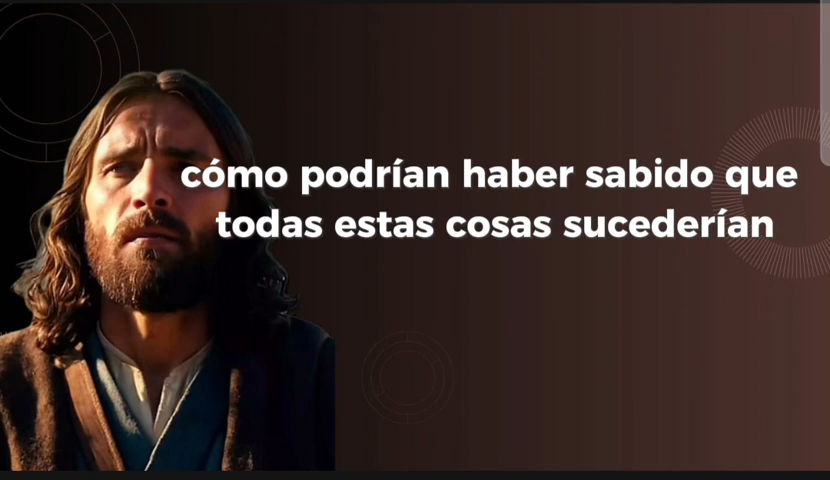 cómo podrían haber sabido que
todas estas cosas sucederían